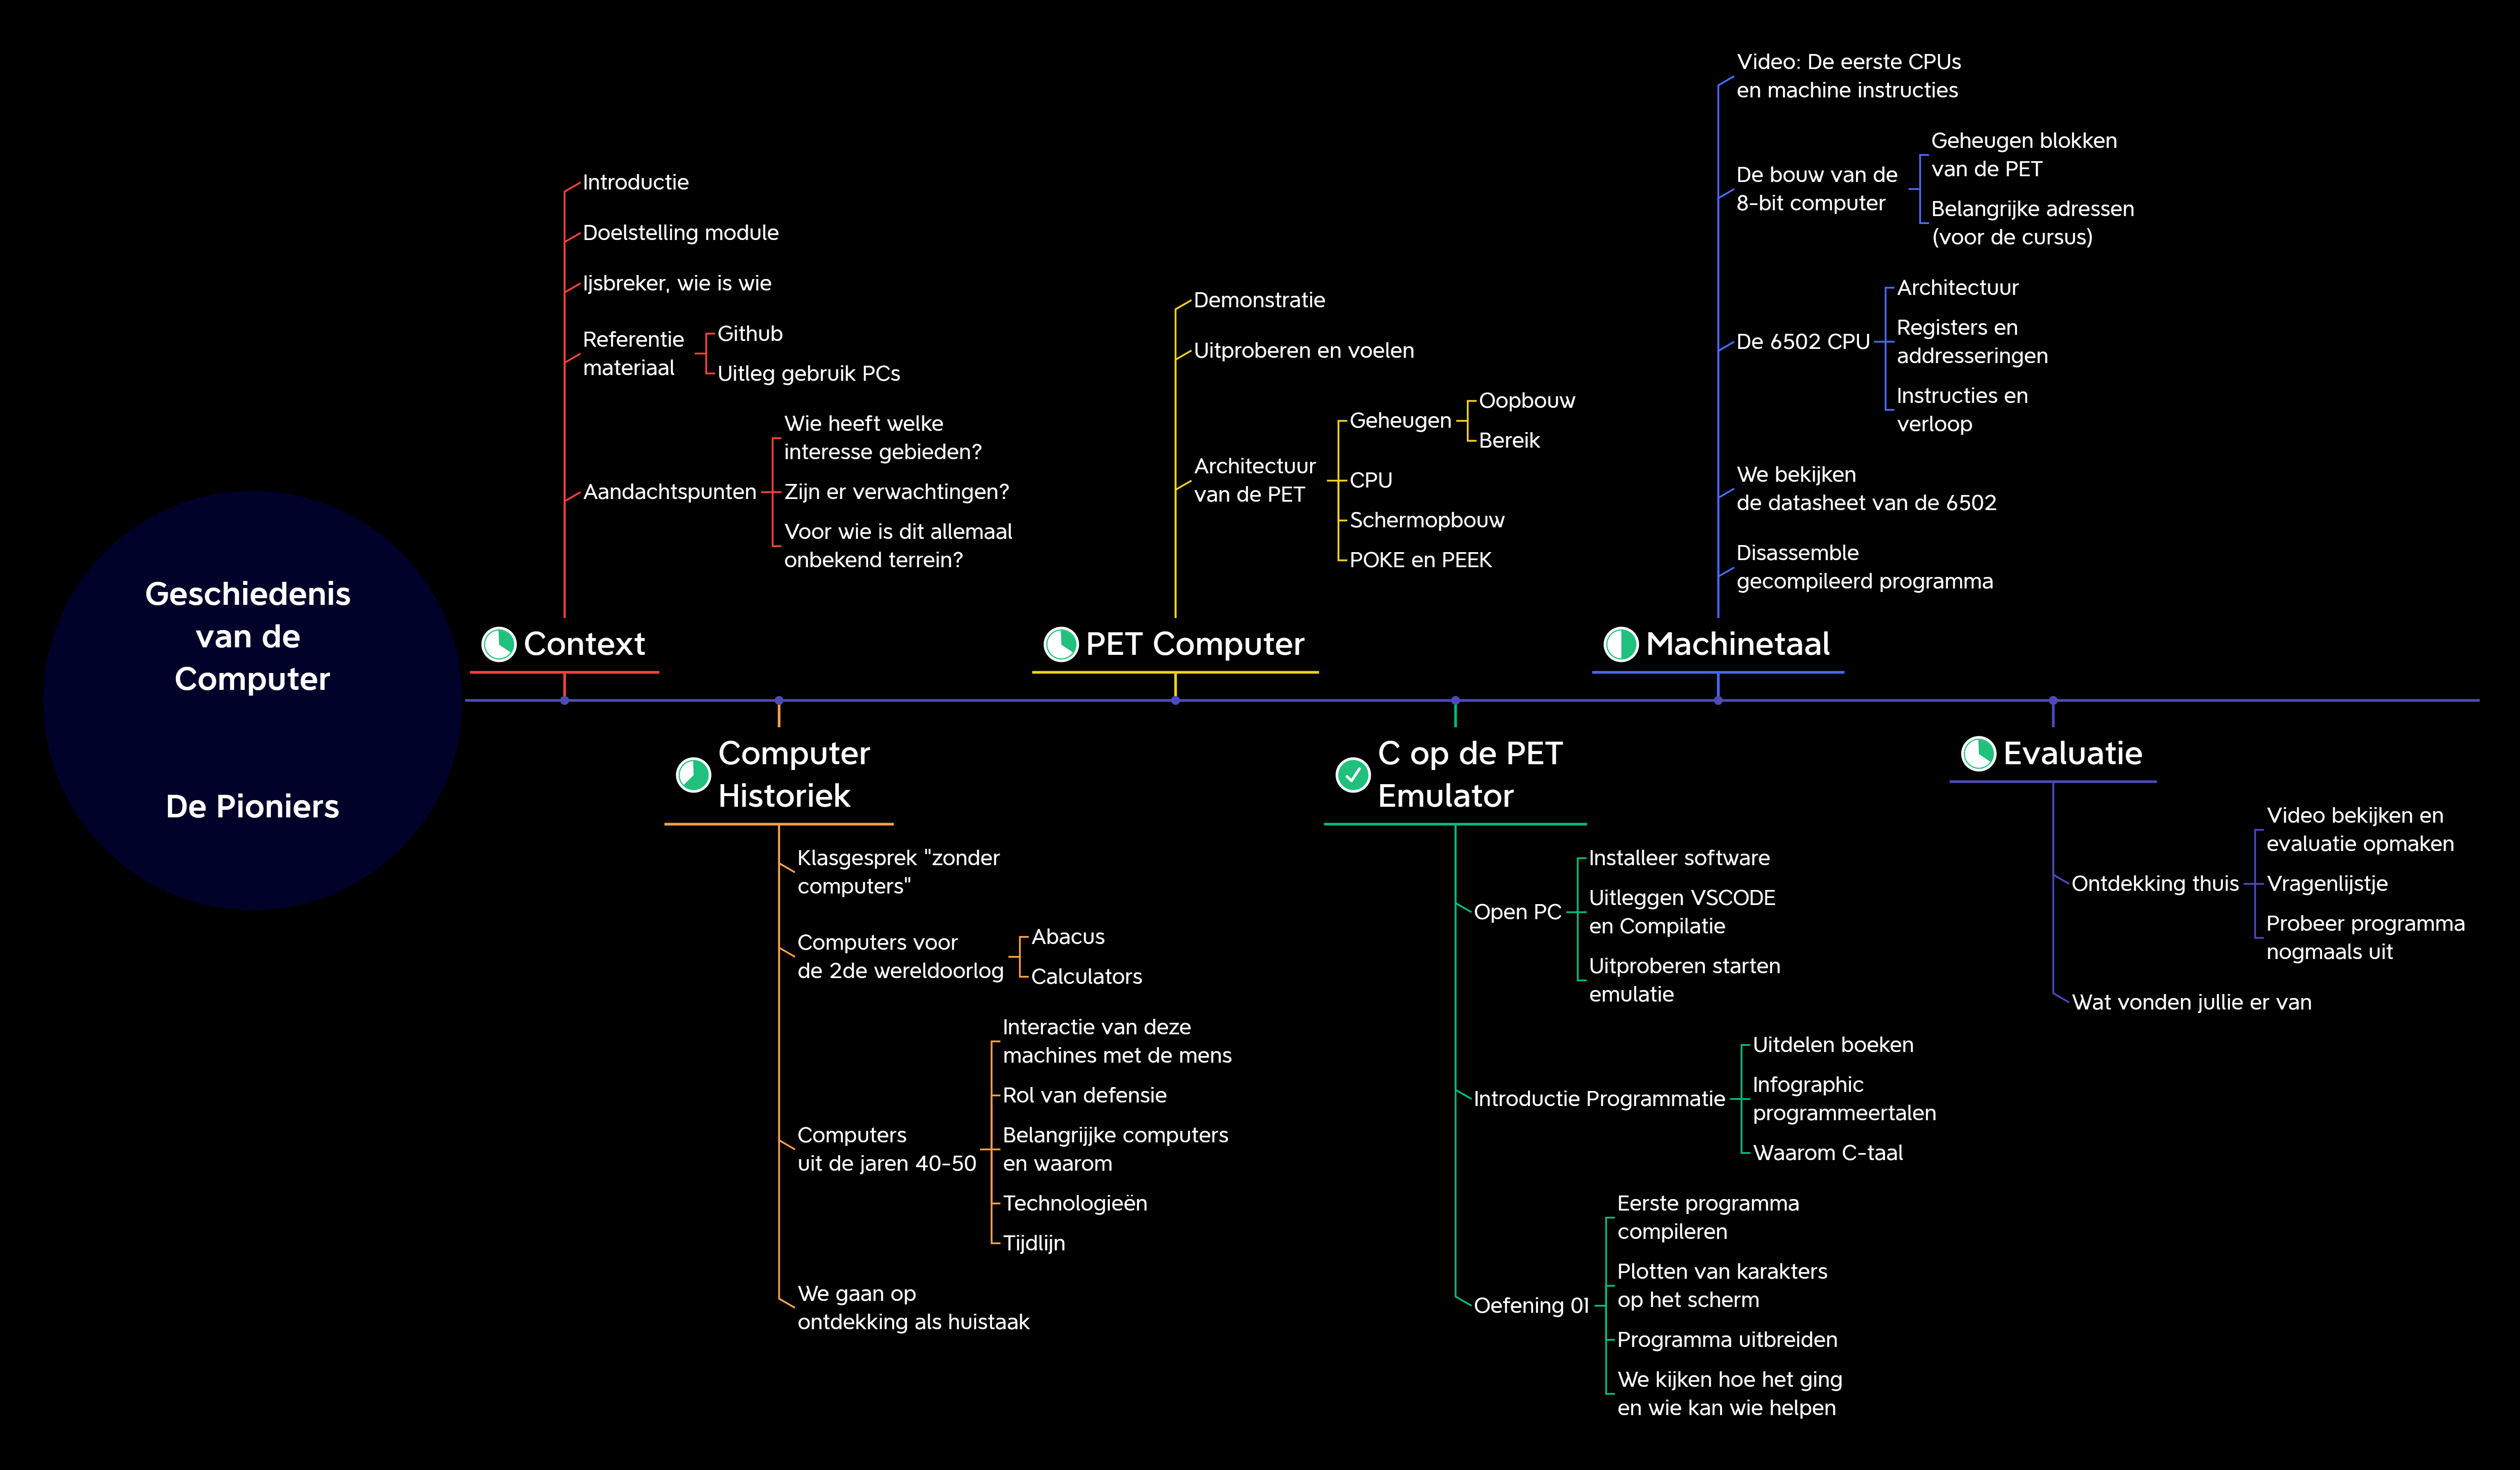 Geschiedenis
van de
Computer
De Pioniers
Context
Introductie
Doelstelling module
Ijsbreker, wie is wie
Referentie
materiaal
Github
Uitleg gebruik PCs
Aandachtspunten
Wie heeft welke
interesse gebieden?
Zijn er verwachtingen?
Voor wie is dit allemaal
onbekend terrein?
Computer
Historiek
Klasgesprek "zonder
computers"
Computers voor
de 2de wereldoorlog
Abacus
Calculators
Computers
uit de jaren 40-50
Interactie van deze
machines met de mens
Rol van defensie
Belangrijjke computers
en waarom
Technologieën
Tijdlijn
We gaan op
ontdekking als huistaak
PET Computer
Demonstratie
Uitproberen en voelen
Architectuur
van de PET
Geheugen
Oopbouw
Bereik
CPU
Schermopbouw
POKE en PEEK
C op de PET
Emulator
Open PC
Installeer software
Uitleggen VSCODE
en Compilatie
Uitproberen starten
emulatie
Introductie Programmatie
Uitdelen boeken
Infographic
programmeertalen
Waarom C-taal
Oefening 01
Eerste programma
compileren
Plotten van karakters
op het scherm
Programma uitbreiden
We kijken hoe het ging
en wie kan wie helpen
Machinetaal
Video: De eerste CPUs
en machine instructies
De bouw van de
8-bit computer
Geheugen blokken
van de PET
Belangrijke adressen
(voor de cursus)
De 6502 CPU
Architectuur
Registers en
addresseringen
Instructies en
verloop
We bekijken
de datasheet van de 6502
Disassemble
gecompileerd programma
Evaluatie
Ontdekking thuis
Video bekijken en
evaluatie opmaken
Vragenlijstje
Probeer programma
nogmaals uit
Wat vonden jullie er van